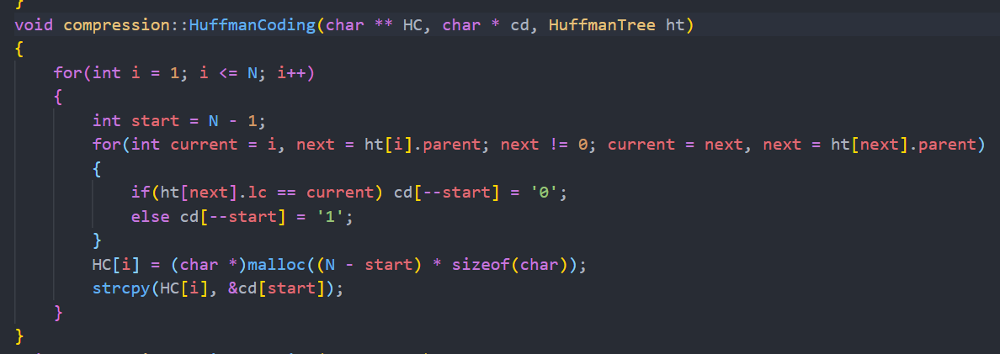 void compression::HuffmanCoding(char ** HC, char * cd, HuffmanTree ht)
{
    for(int i = 1; i <= N; i++)
    {
        int start = N - 1;
        for(int current = i, next = ht[i].parent; next != 0; current = next, next = ht[next].parent)
        {
            if(ht[next].lc == current) cd[--start] = '0';
            else cd[--start] = '1';
        }
        HC[i] = (char *)malloc((N - start) * sizeof(char));
        strcpy(HC[i], &cd[start]);
    }
}